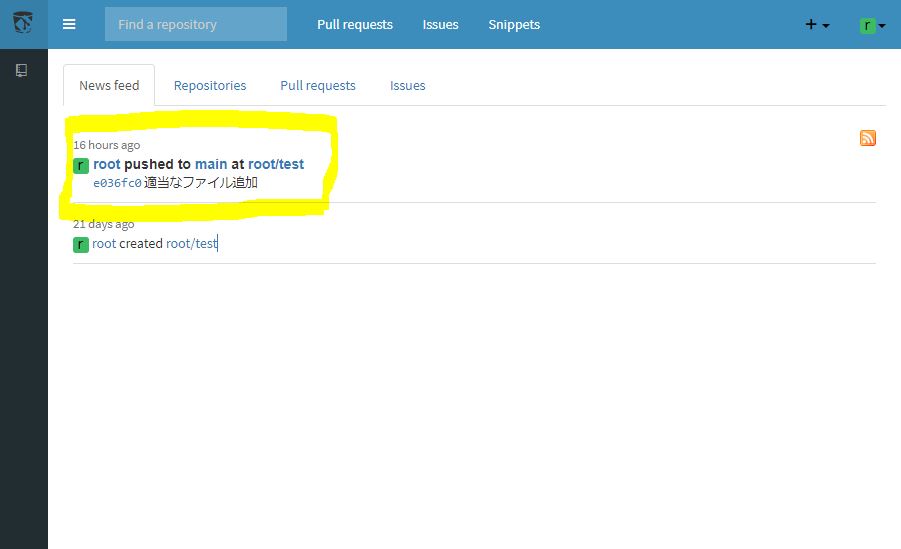 Find a repository
Pull requests
Issues
Snippets
+
r
News feed
Repositories
Pull requests
Issues
16 hours ago
r root pushed to main at root/test
e036fc0 適当なファイル追加
21 days ago
r root created root/test